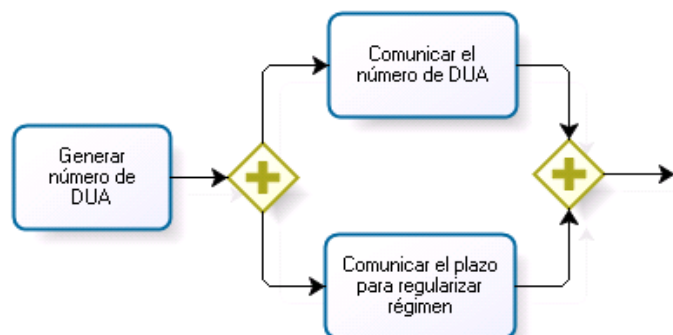 Generar
número de
DUA
Comunicar el
número de DUA
Comunicar el plazo
para regularizar
régimen